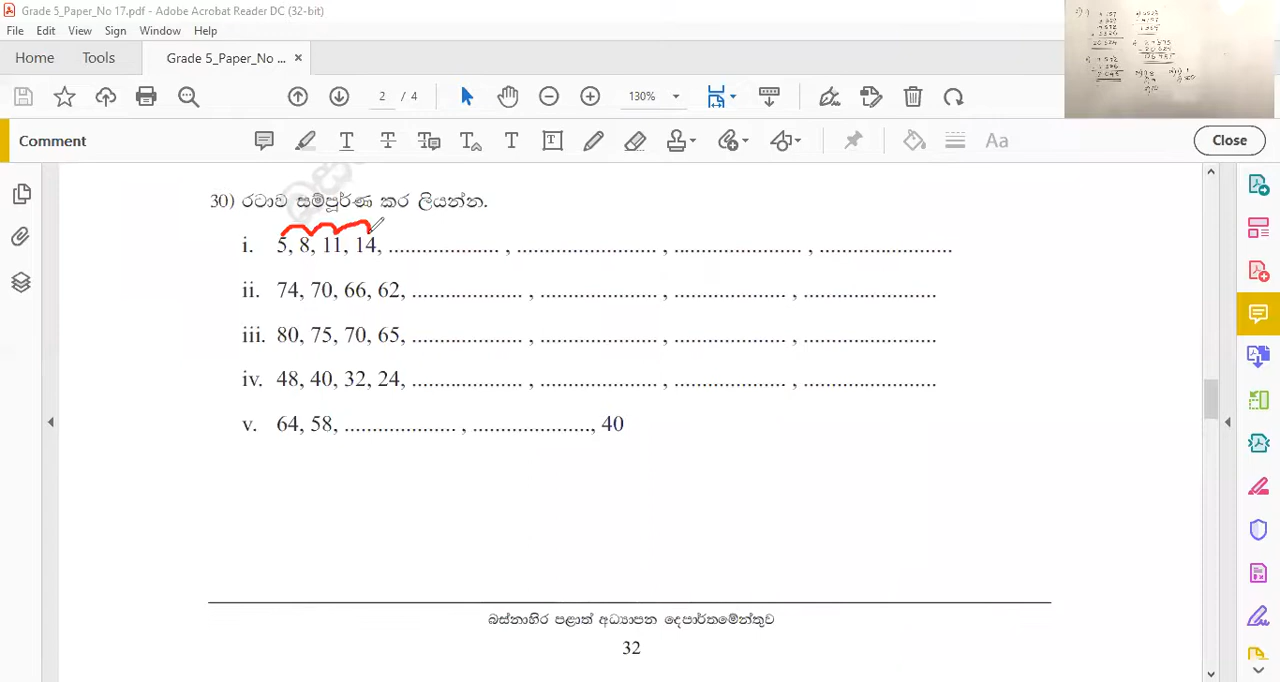 Grade 5_Paper_No 17.pdf - Adobe Acrobat Reader DC (32-bit)
File Edit View Sign Window Help
Home Tools Grade 5_Paper_No ... ×
2 / 4 130%
Comment Close
30) රටාව සම්පූර්ණ කර ලියන්න.
i. 5, 8, 11, 14, .................... , ......................... , ....................... , ........................
ii. 74, 70, 66, 62, .................... , ..................... , .................... , ........................
iii. 80, 75, 70, 65, .................... , ..................... , .................... , ........................
iv. 48, 40, 32, 24, .................... , ..................... , .................... , ........................
v. 64, 58, .................... , ....................., 40
බස්නාහිර පළාත් අධ්‍යාපන දෙපාර්තමේන්තුව
32